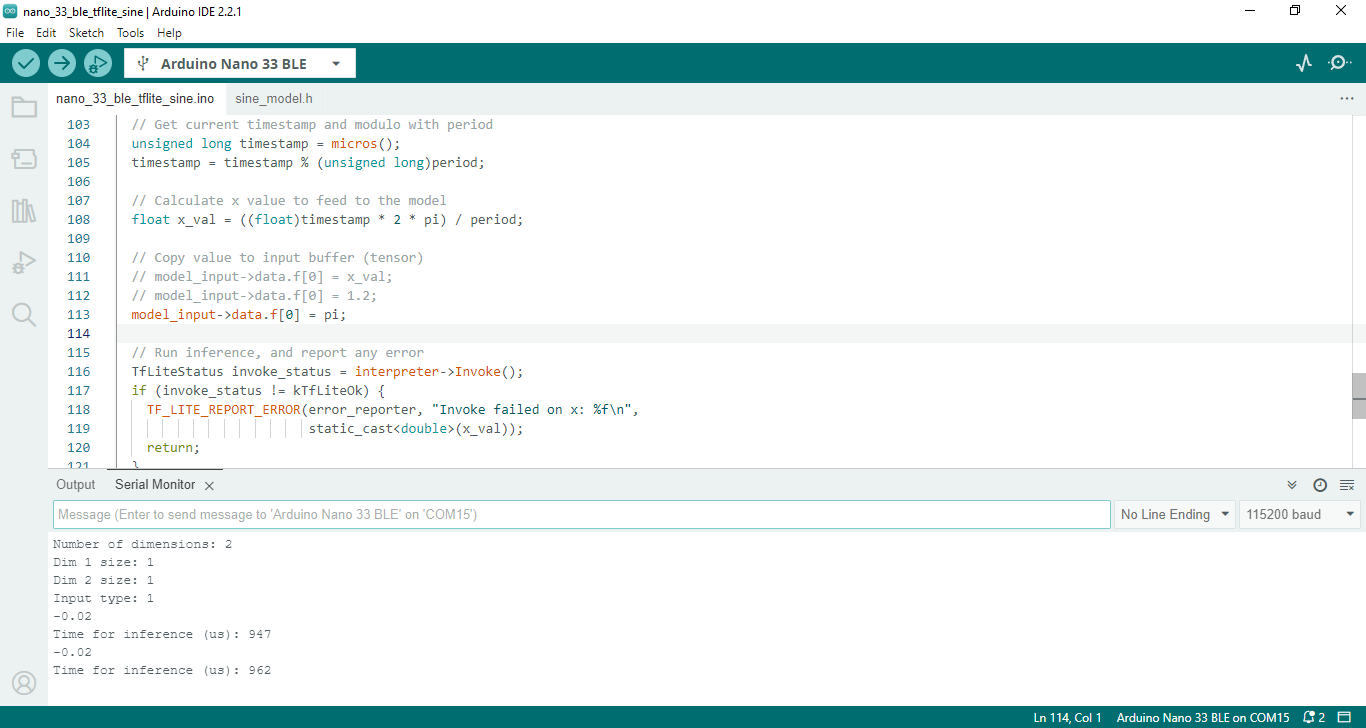 nano_33_ble_tflite_sine | Arduino IDE 2.2.1
File Edit Sketch Tools Help
Arduino Nano 33 BLE
nano_33_ble_tflite_sine.ino sine_model.h
103 // Get current timestamp and modulo with period
104 unsigned long timestamp = micros();
105 timestamp = timestamp % (unsigned long)period;
106
107 // Calculate x value to feed to the model
108 float x_val = ((float)timestamp * 2 * pi) / period;
109
110 // Copy value to input buffer (tensor)
111 // model_input->data.f[0] = x_val;
112 // model_input->data.f[0] = 1.2;
113 model_input->data.f[0] = pi;
114
115 // Run inference, and report any error
116 TfLiteStatus invoke_status = interpreter->Invoke();
117 if (invoke_status != kTfLiteOk) {
118 TF_LITE_REPORT_ERROR(error_reporter, "Invoke failed on x: %f\n",
119 static_cast<double>(x_val));
120 return;
121 }
Output Serial Monitor
Message (Enter to send message to 'Arduino Nano 33 BLE' on 'COM15') No Line Ending 115200 baud
Number of dimensions: 2
Dim 1 size: 1
Dim 2 size: 1
Input type: 1
-0.02
Time for inference (us): 947
-0.02
Time for inference (us): 962
Ln 114, Col 1 Arduino Nano 33 BLE on COM15 2